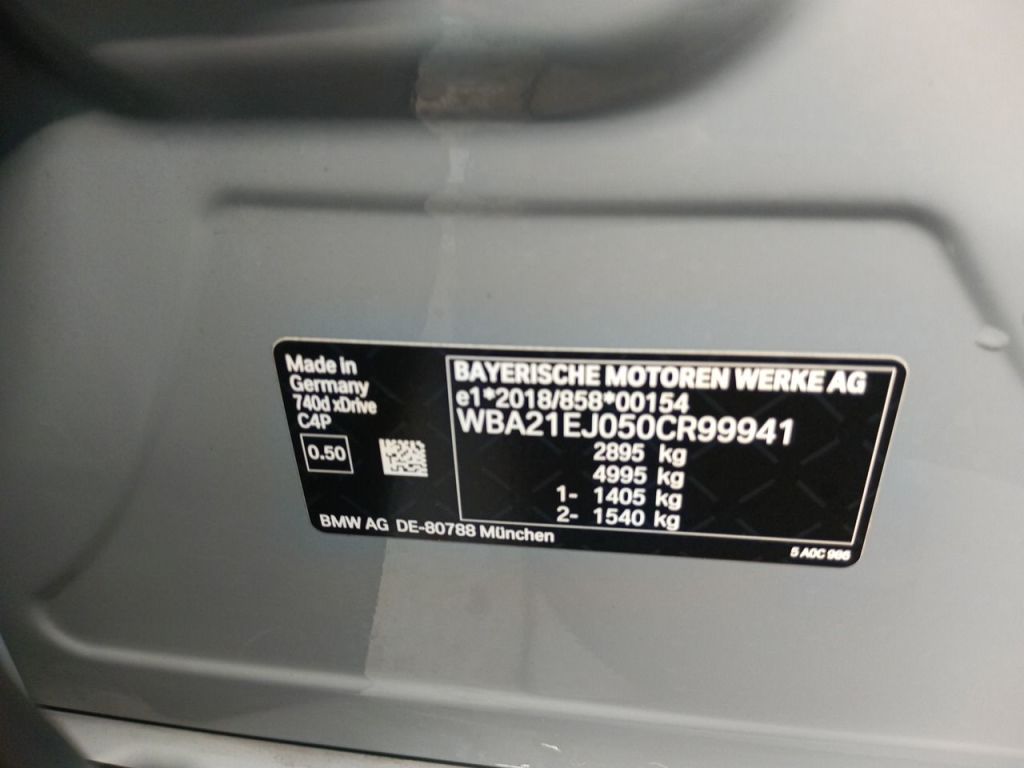 Made in
Germany
740d xDrive
C4P
0.50
BAYERISCHE MOTOREN WERKE AG
e1*2018/858*00154
WBA21EJ050CR99941
2895 kg
4995 kg
1- 1405 kg
2- 1540 kg
BMW AG DE-80788 München
5 A0C 986